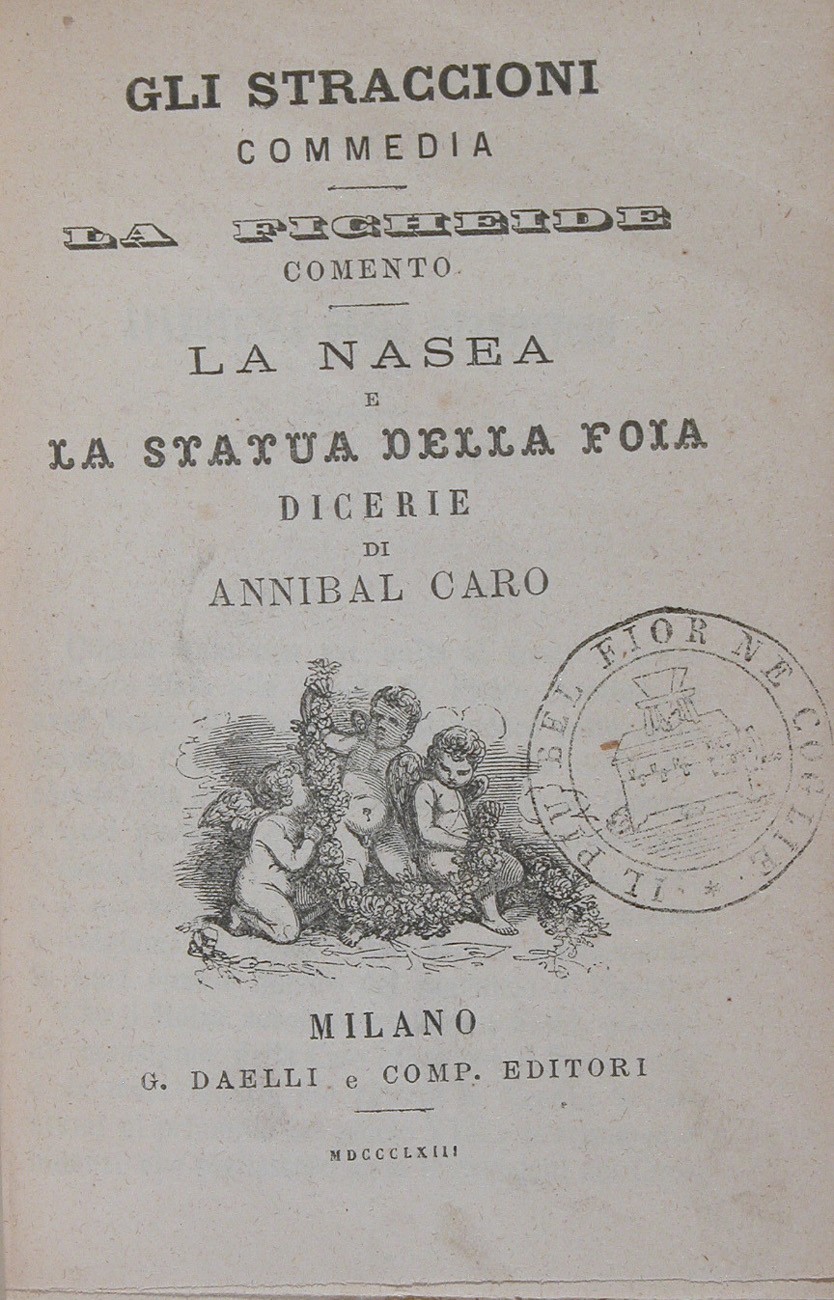 GLI STRACCIONI
COMMEDIA
LA FICHEIDE
COMENTO
LA NASEA
E
LA STATUA DELLA FOIA
DICERIE
DI
ANNIBAL CARO
IL PIU BEL FIOR NE COGLIE *
MILANO
G. DAELLI e COMP. EDITORI
MDCCCLXIII